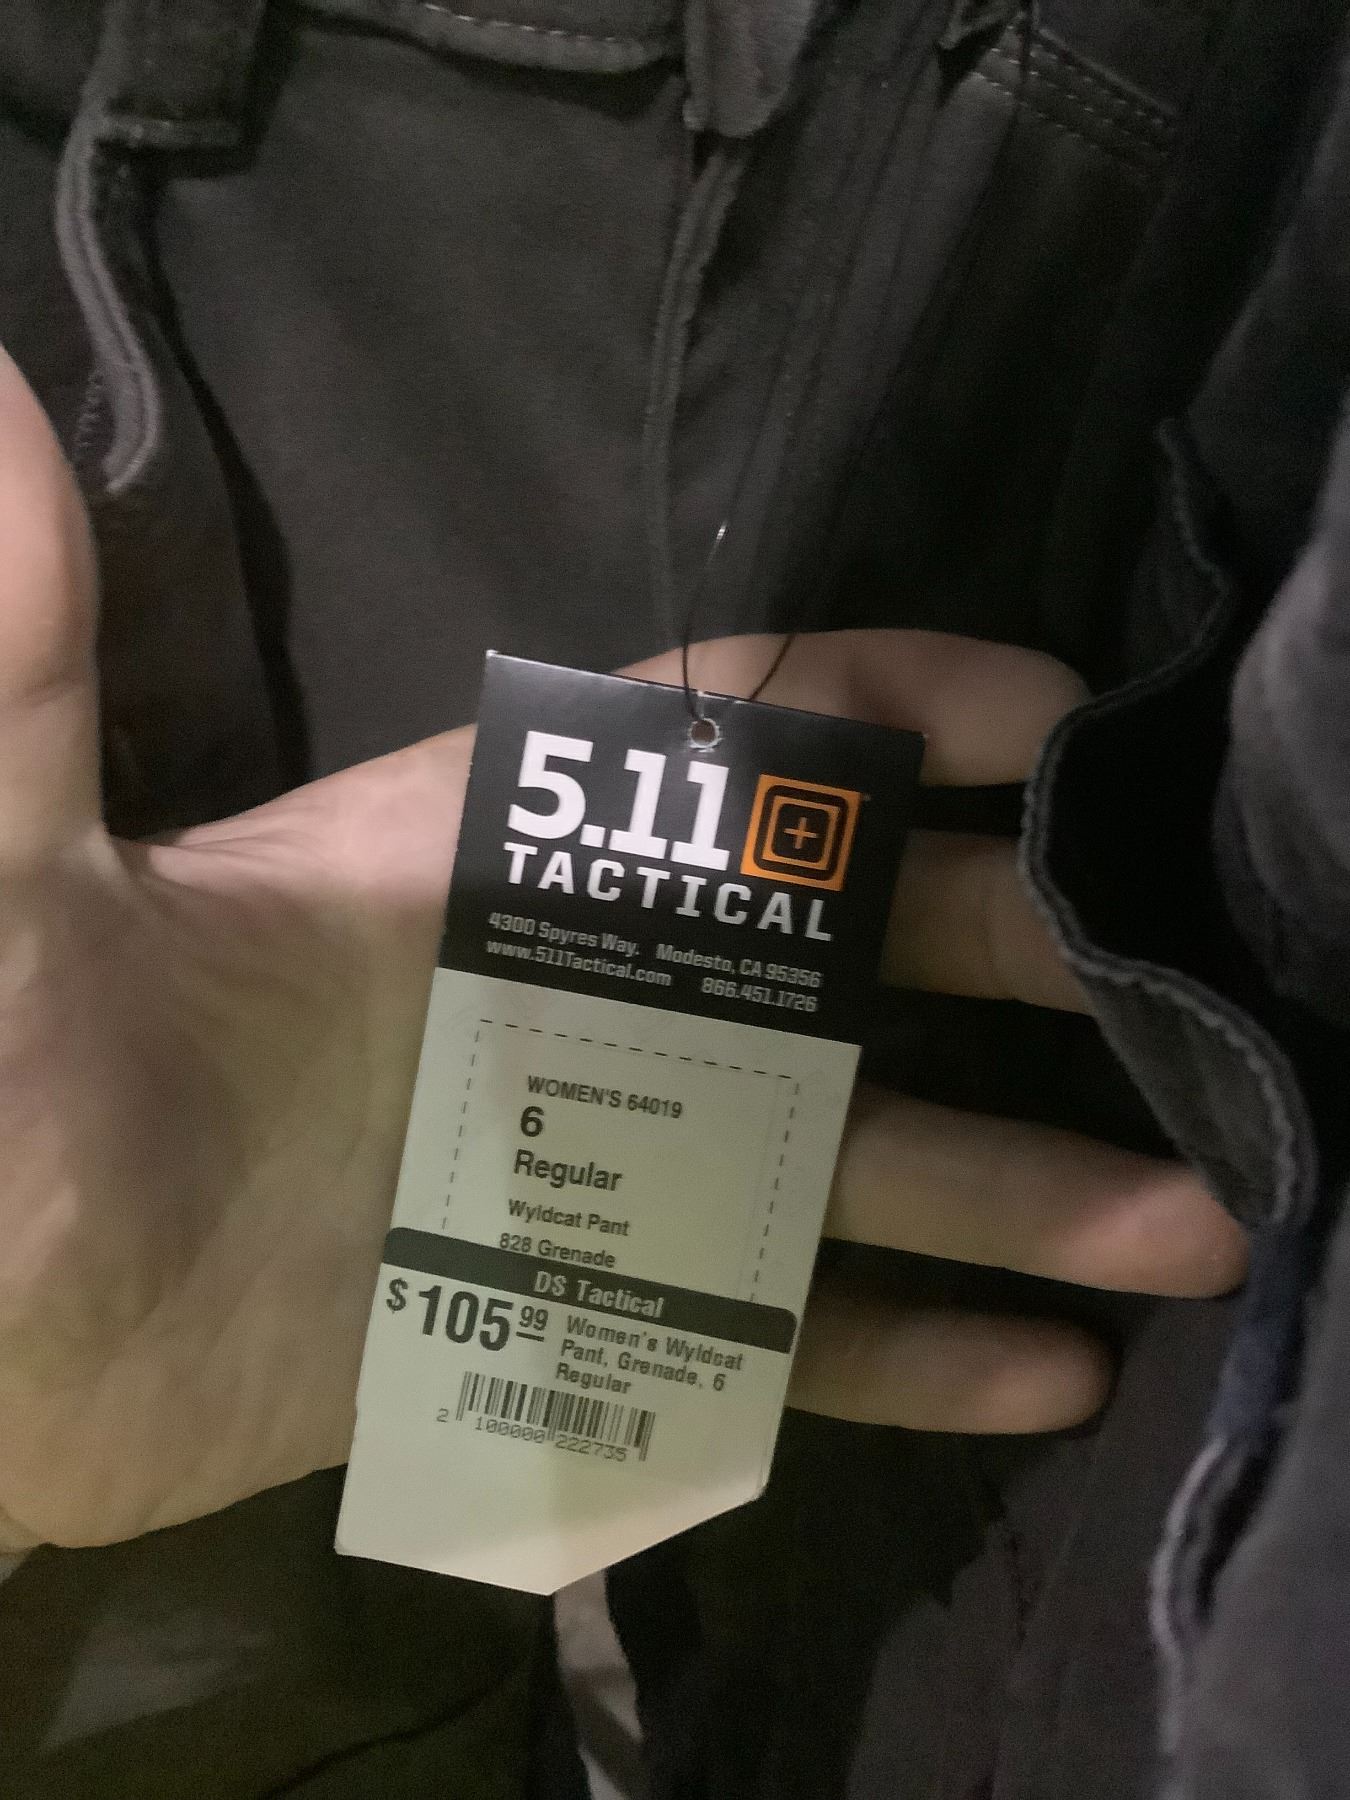 5.11
TACTICAL
4300 Spyres Way. Modesto, CA 95356
www.511Tactical.com 866.451.1726
WOMEN'S 64019
6
Regular
Wyldcat Pant
828 Grenade
DS Tactical
$105.99
Women's Wyldcat
Pant, Grenade, 6
Regular
2 100000 222735